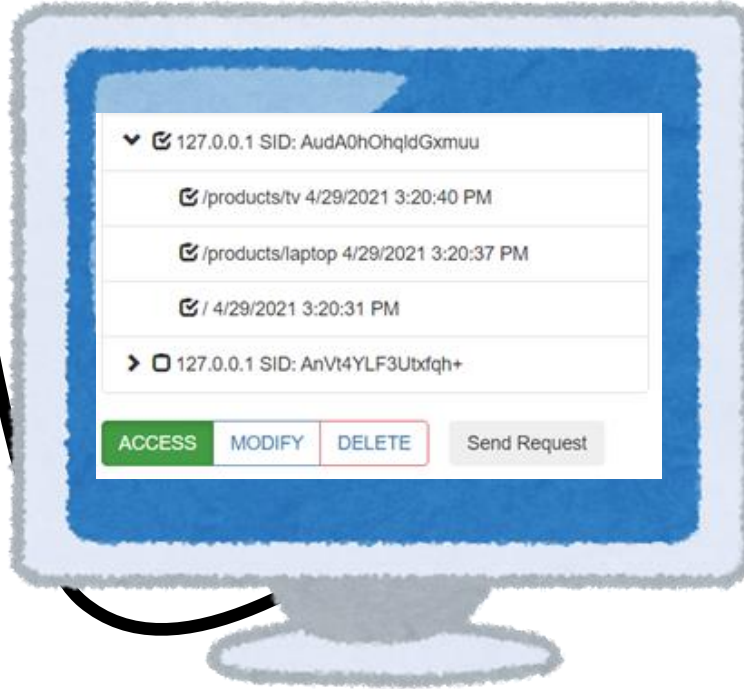 127.0.0.1 SID: AudA0hOhqldGxmuu
/products/tv 4/29/2021 3:20:40 PM
/products/laptop 4/29/2021 3:20:37 PM
/ 4/29/2021 3:20:31 PM
127.0.0.1 SID: AnVt4YLF3Utxfqh+
ACCESS MODIFY DELETE Send Request